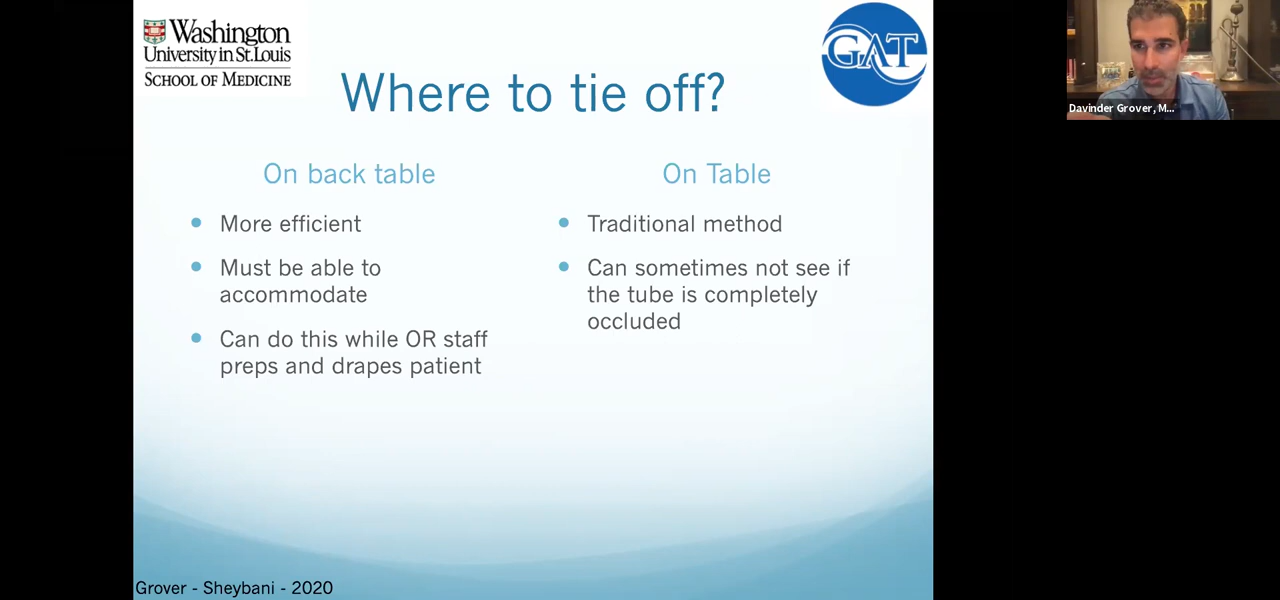 Washington
University in St.Louis
SCHOOL OF MEDICINE
GAT
Where to tie off?
On back table
More efficient
Must be able to
accommodate
Can do this while OR staff
preps and drapes patient
On Table
Traditional method
Can sometimes not see if
the tube is completely
occluded
Grover - Sheybani - 2020
Davinder Grover, M...